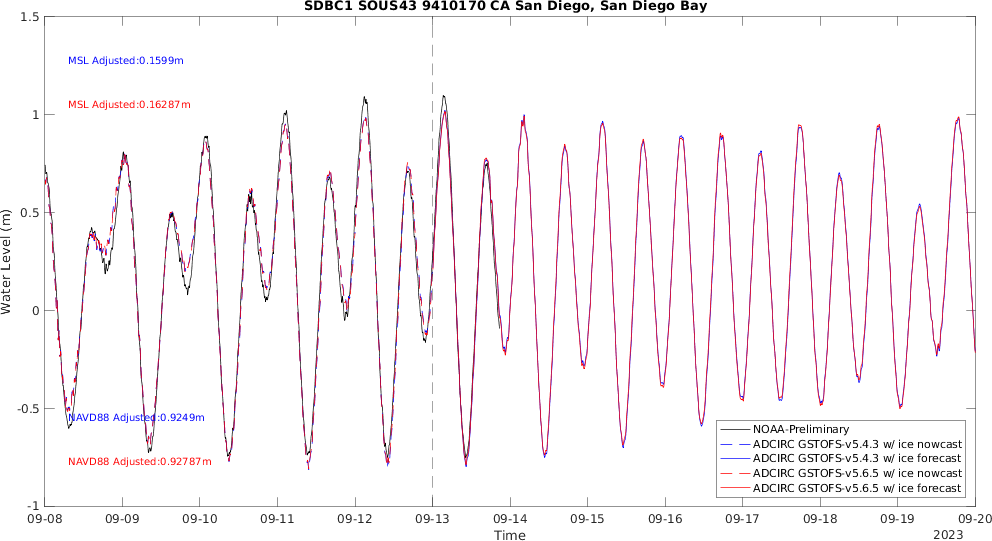 SDBC1 SOUS43 9410170 CA San Diego, San Diego Bay
1.5
1
0.5
0
-0.5
-1
Water Level (m)
MSL Adjusted:0.1599m
MSL Adjusted:0.16287m
NAVD88 Adjusted:0.9249m
NAVD88 Adjusted:0.92787m
NOAA-Preliminary
ADCIRC GSTOFS-v5.4.3 w/ ice nowcast
ADCIRC GSTOFS-v5.4.3 w/ ice forecast
ADCIRC GSTOFS-v5.6.5 w/ ice nowcast
ADCIRC GSTOFS-v5.6.5 w/ ice forecast
09-08 09-09 09-10 09-11 09-12 09-13 09-14 09-15 09-16 09-17 09-18 09-19 09-20
Time
2023